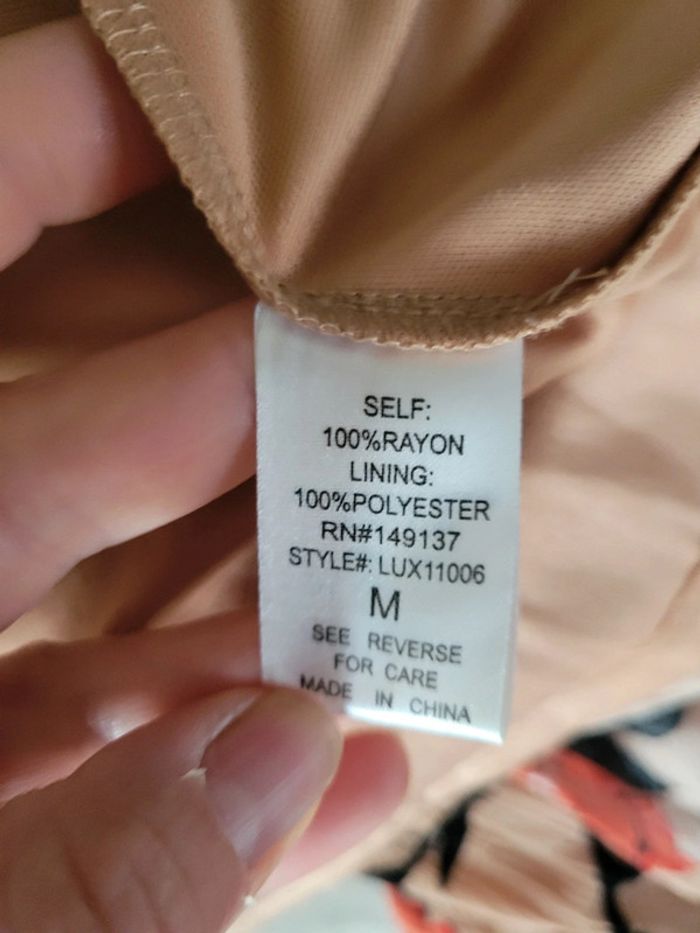 SELF:
100%RAYON
LINING:
100%POLYESTER
RN#149137
STYLE#: LUX11006
M
SEE REVERSE
FOR CARE
MADE IN CHINA